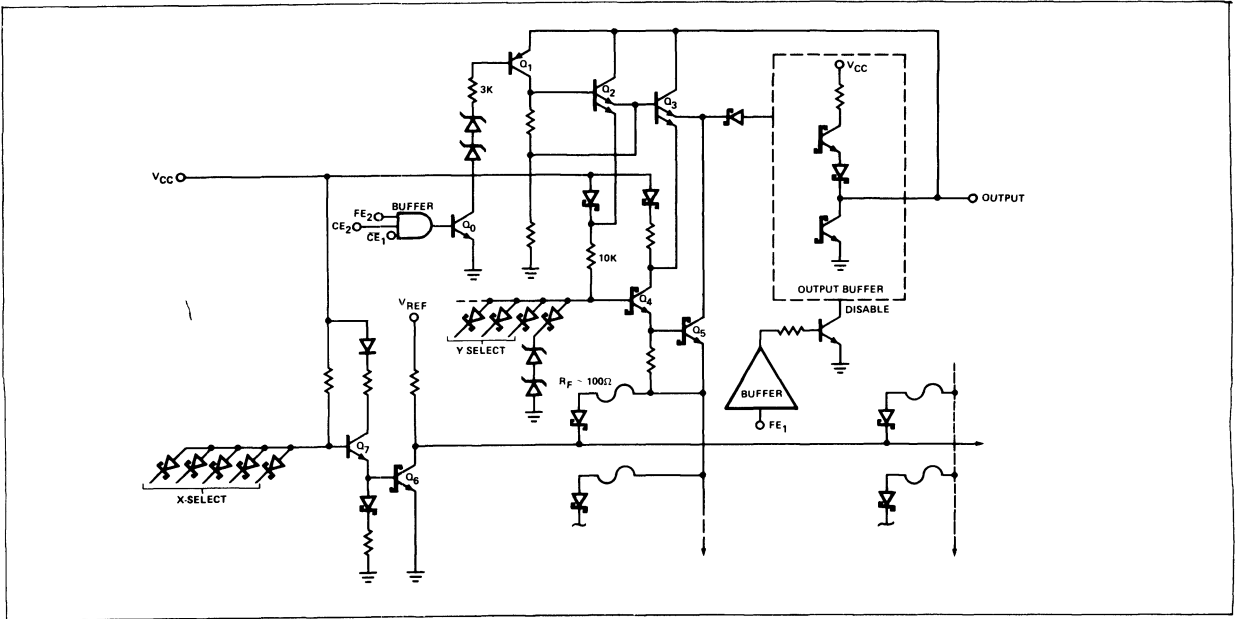 VCC
Q1
Q2
Q3
3K
VCC
OUTPUT
BUFFER
FE2
CE2
CE1
Q0
10K
OUTPUT BUFFER
DISABLE
VREF
Q4
Q5
Y SELECT
RF ~ 100Ω
BUFFER
FE1
Q7
Q6
X-SELECT